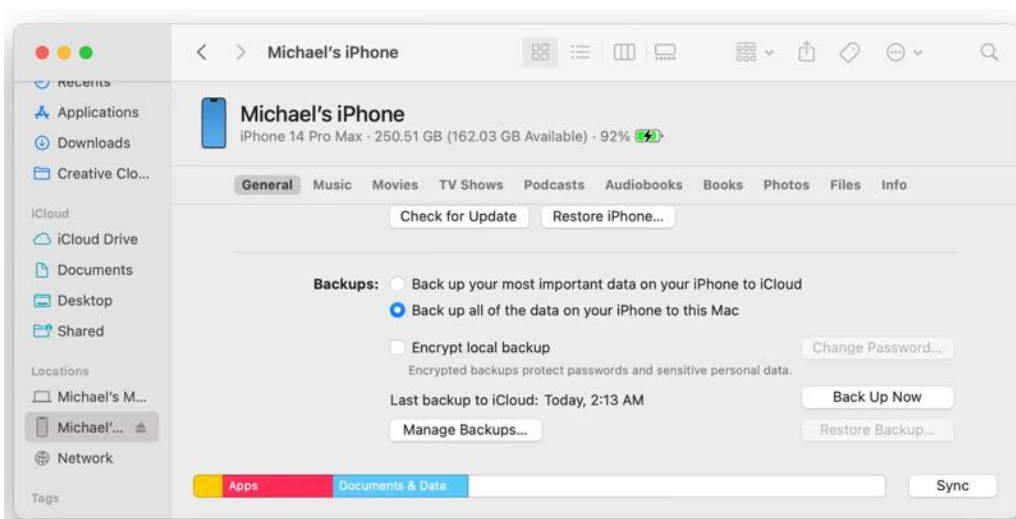 Michael's iPhone
Recents
Applications
Downloads
Creative Clo...
iCloud
iCloud Drive
Documents
Desktop
Shared
Locations
Michael's M...
Michael'...
Network
Tags
Michael's iPhone
iPhone 14 Pro Max · 250.51 GB (162.03 GB Available) · 92%
General Music Movies TV Shows Podcasts Audiobooks Books Photos Files Info
Check for Update Restore iPhone...
Backups: Back up your most important data on your iPhone to iCloud
Back up all of the data on your iPhone to this Mac
Encrypt local backup Change Password...
Encrypted backups protect passwords and sensitive personal data.
Last backup to iCloud: Today, 2:13 AM Back Up Now
Manage Backups... Restore Backup...
Apps Documents & Data Sync